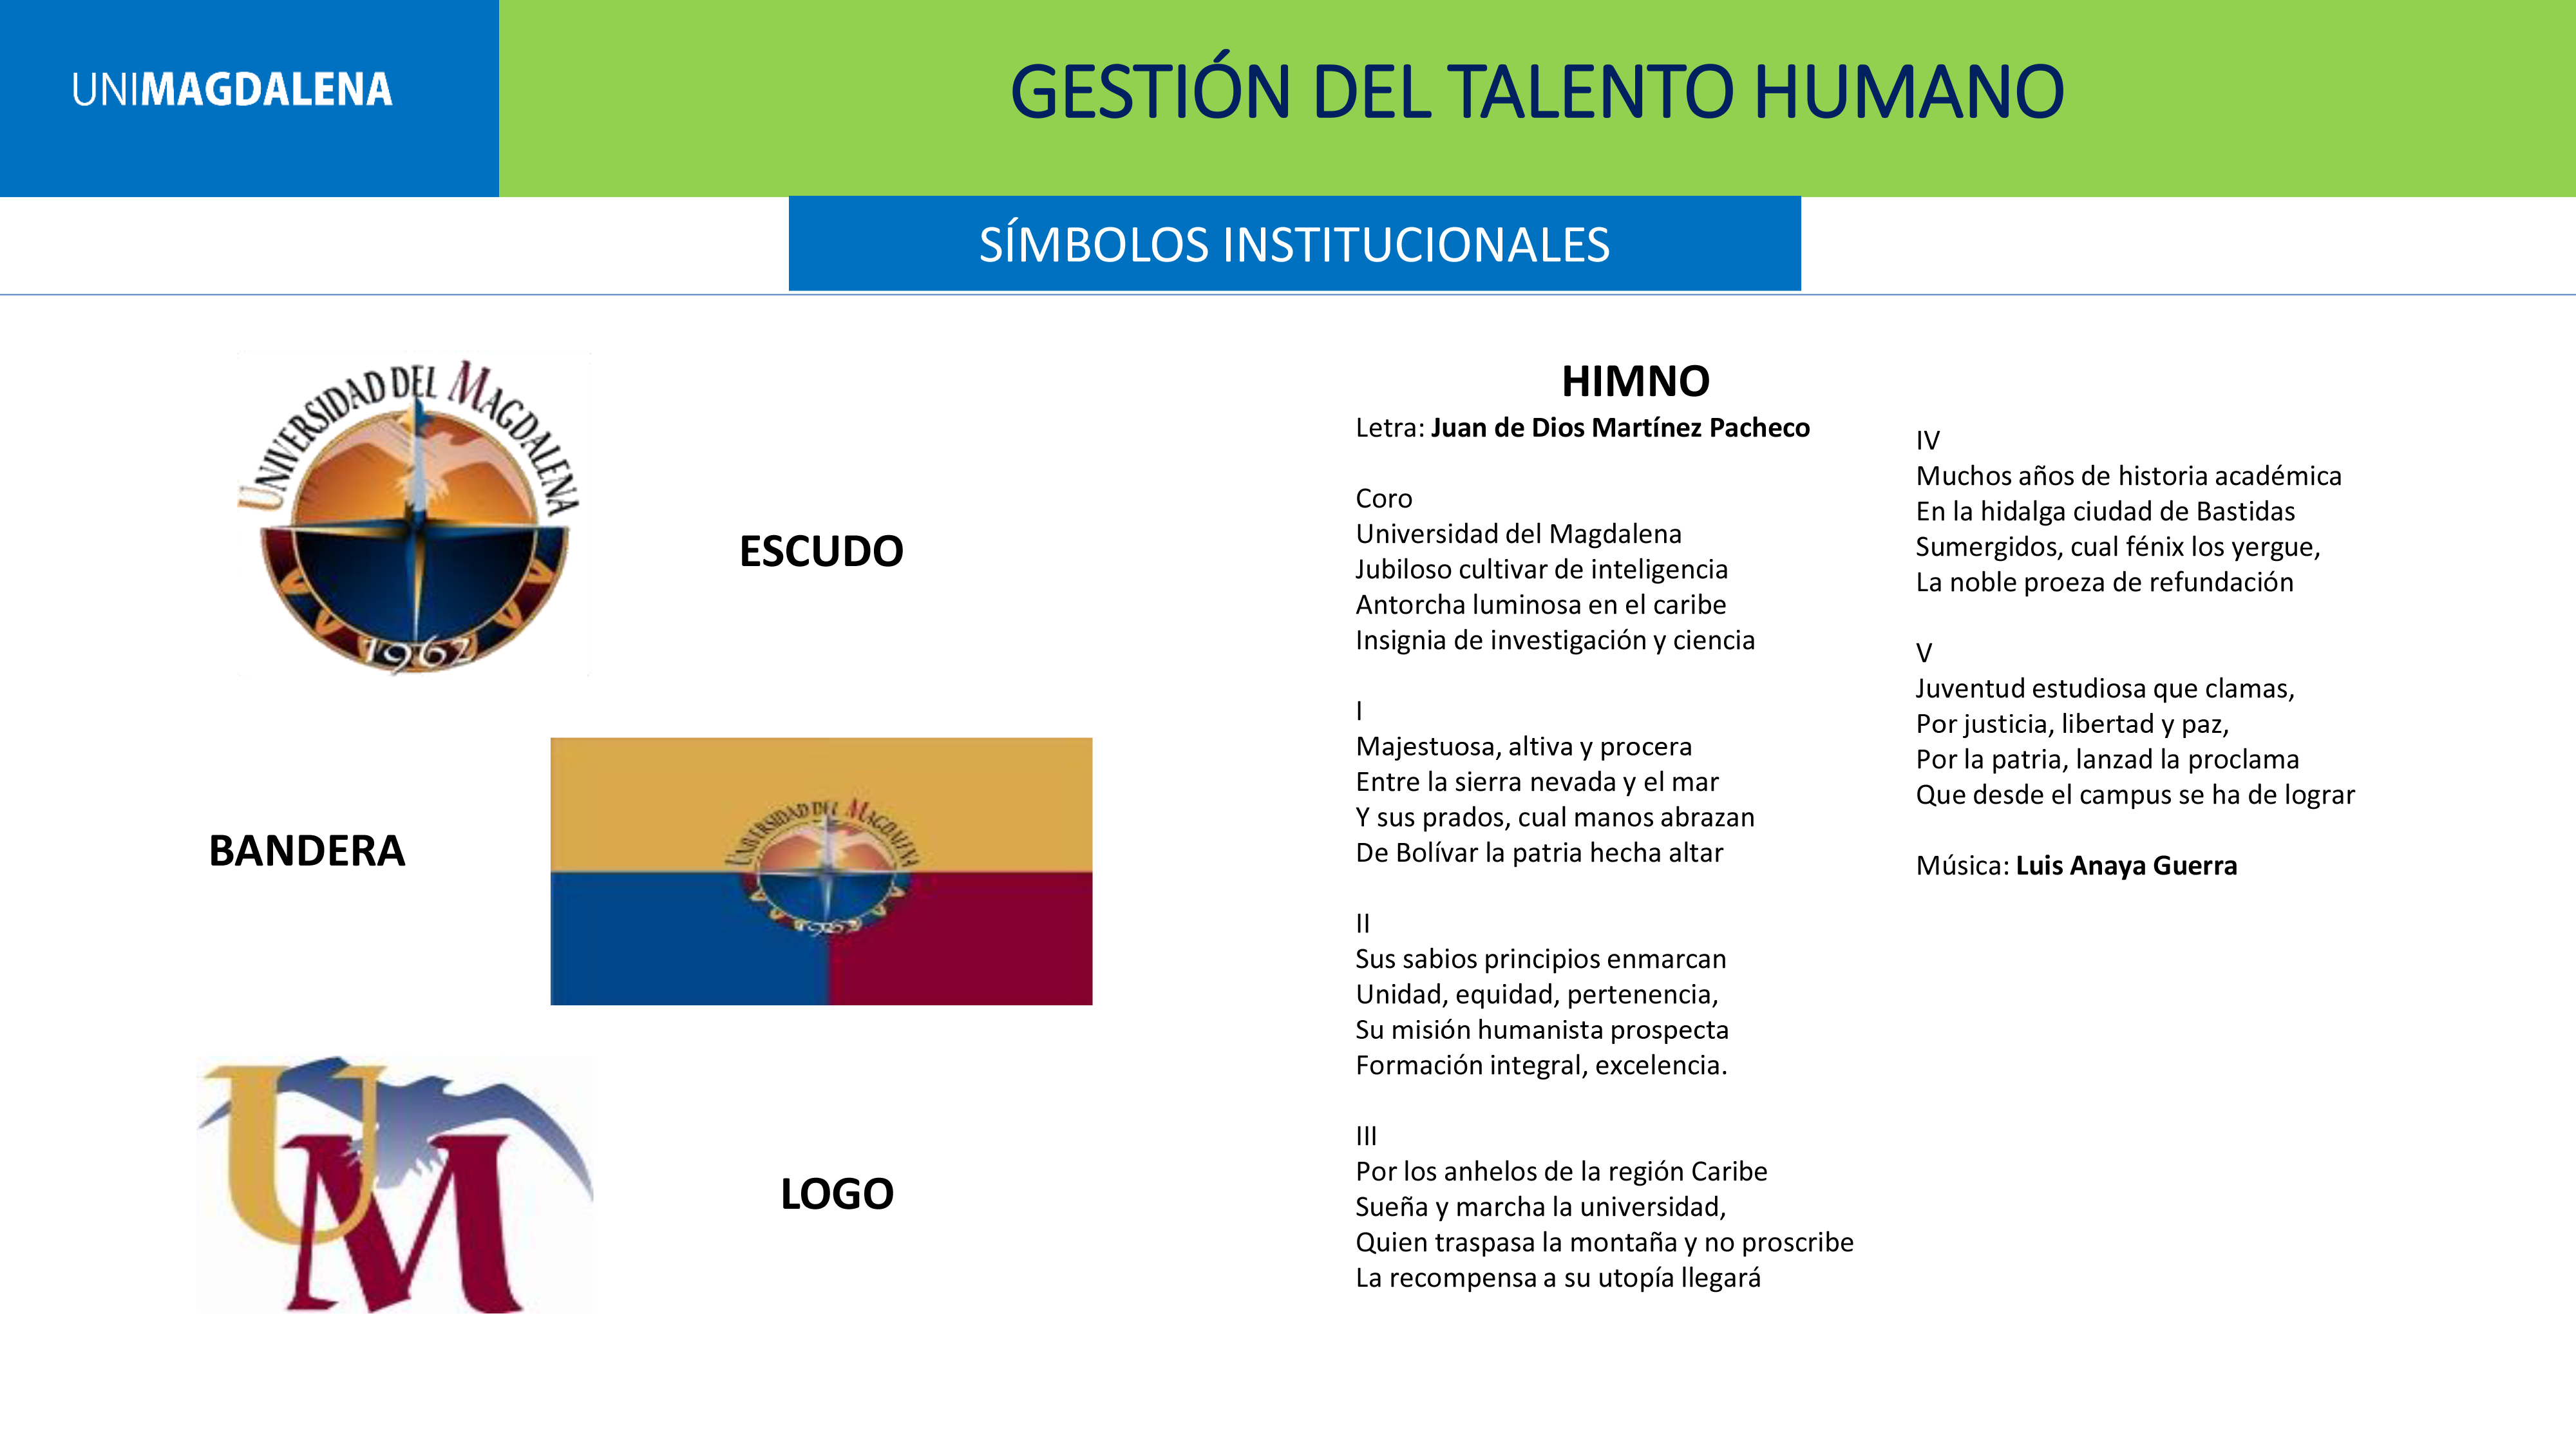 UNIMAGDALENA
GESTIÓN DEL TALENTO HUMANO
SÍMBOLOS INSTITUCIONALES
UNIVERSIDAD DEL MAGDALENA
1962
ESCUDO
BANDERA
UNIVERSIDAD DEL MAGDALENA
1962
UM
LOGO
HIMNO
Letra: Juan de Dios Martínez Pacheco
Coro
Universidad del Magdalena
Jubiloso cultivar de inteligencia
Antorcha luminosa en el caribe
Insignia de investigación y ciencia
I
Majestuosa, altiva y procera
Entre la sierra nevada y el mar
Y sus prados, cual manos abrazan
De Bolívar la patria hecha altar
II
Sus sabios principios enmarcan
Unidad, equidad, pertenencia,
Su misión humanista prospecta
Formación integral, excelencia.
III
Por los anhelos de la región Caribe
Sueña y marcha la universidad,
Quien traspasa la montaña y no proscribe
La recompensa a su utopía llegará
IV
Muchos años de historia académica
En la hidalga ciudad de Bastidas
Sumergidos, cual fénix los yergue,
La noble proeza de refundación
V
Juventud estudiosa que clamas,
Por justicia, libertad y paz,
Por la patria, lanzad la proclama
Que desde el campus se ha de lograr
Música: Luis Anaya Guerra